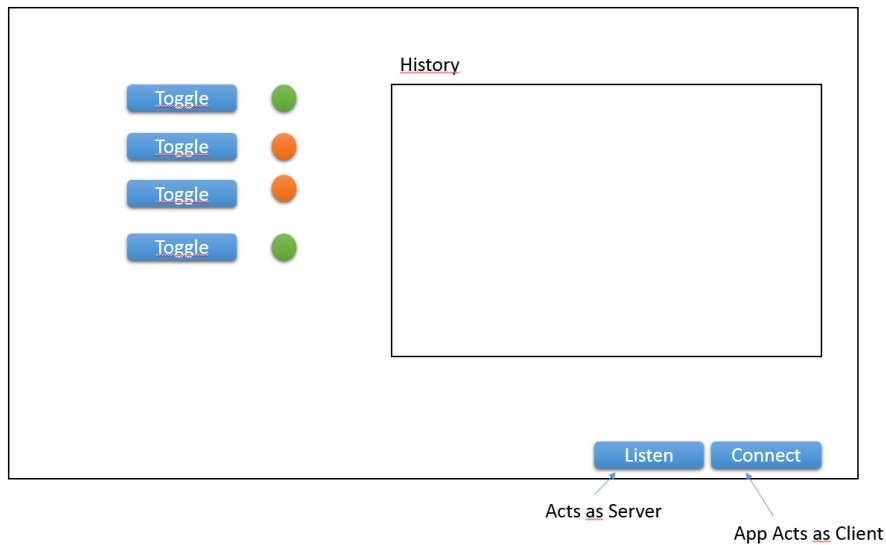 History
Toggle
Toggle
Toggle
Toggle
Listen
Connect
Acts as Server
App Acts as Client